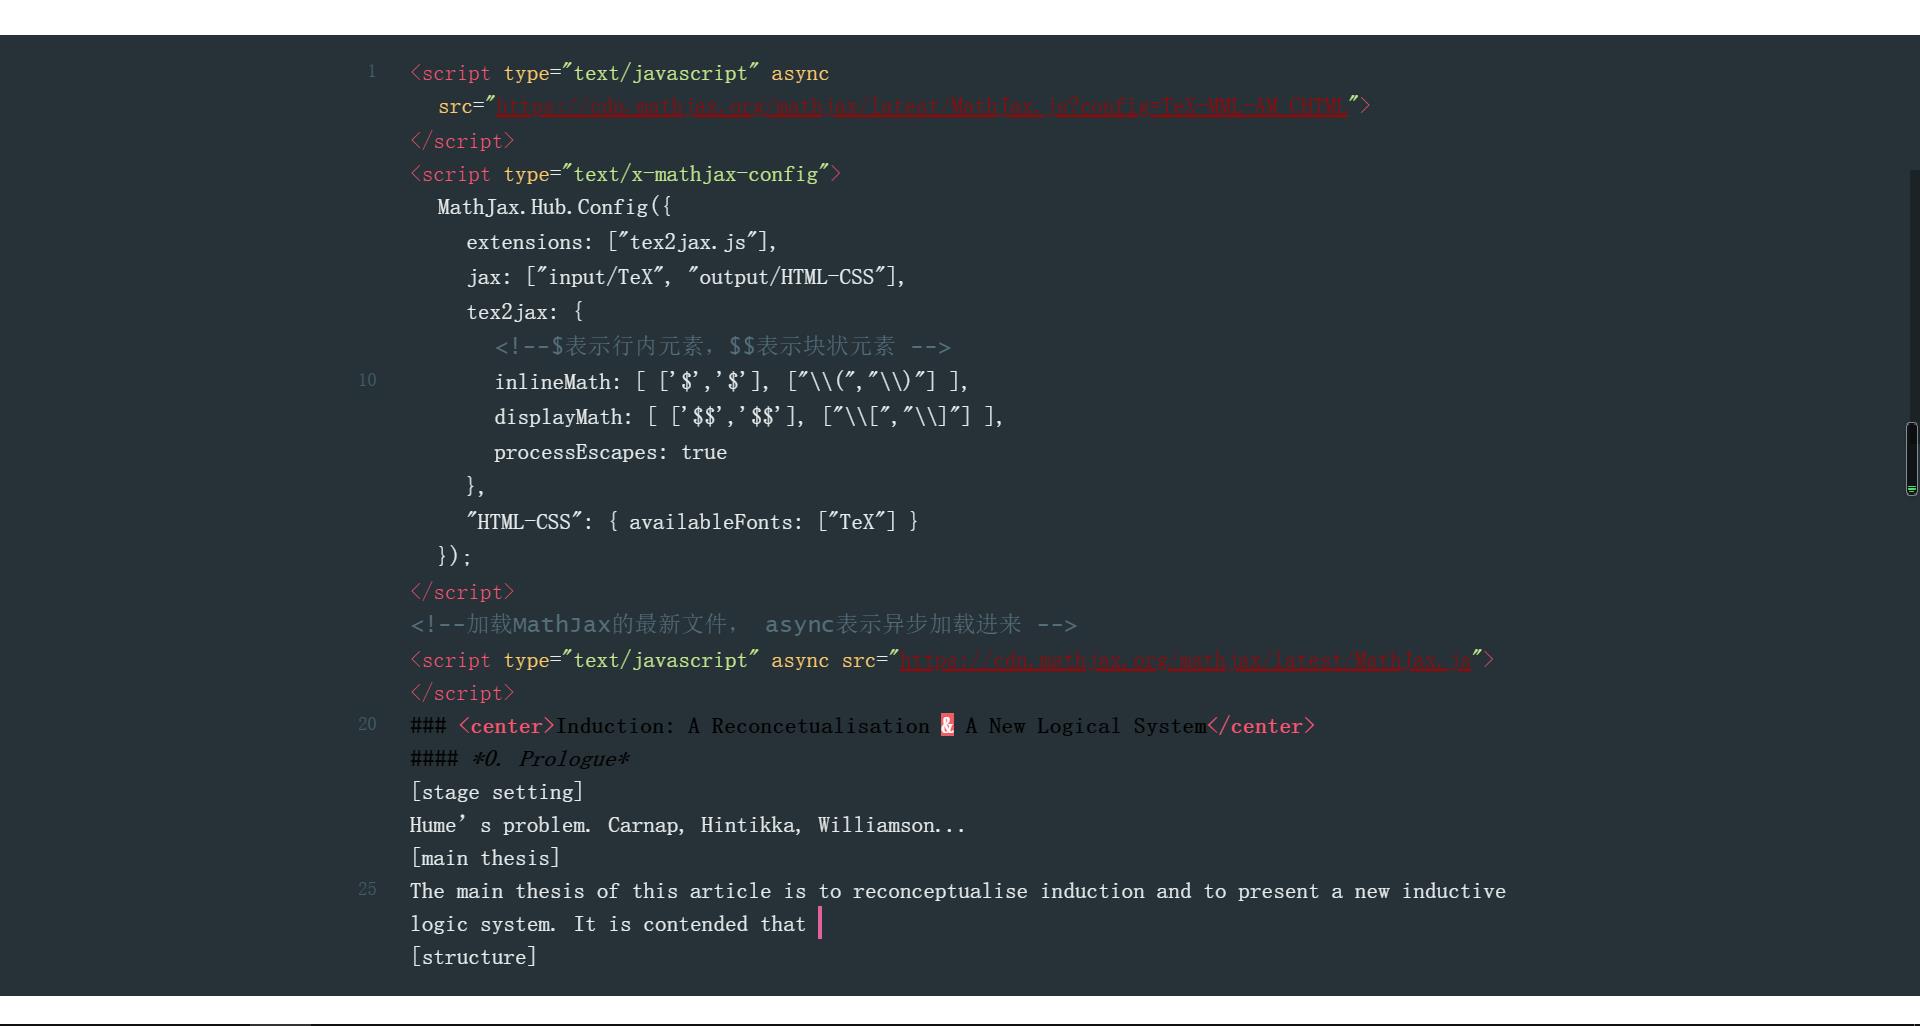 1 <script type="text/javascript" async
src="https://cdn.mathjax.org/mathjax/latest/MathJax.js?config=TeX-MML-AM_CHTML">
</script>
<script type="text/x-mathjax-config">
MathJax.Hub.Config({
extensions: ["tex2jax.js"],
jax: ["input/TeX", "output/HTML-CSS"],
tex2jax: {
<!--$表示行内元素，$$表示块状元素 -->
10 inlineMath: [ ['$','$'], ["\\(","\\)"] ],
displayMath: [ ['$$','$$'], ["\\[","\\]"] ],
processEscapes: true
},
"HTML-CSS": { availableFonts: ["TeX"] }
});
</script>
<!--加载MathJax的最新文件， async表示异步加载进来 -->
<script type="text/javascript" async src="https://cdn.mathjax.org/mathjax/latest/MathJax.js">
</script>
20 ### <center>Induction: A Reconcetualisation & A New Logical System</center>
#### *0. Prologue*
[stage setting]
Hume’s problem. Carnap, Hintikka, Williamson...
[main thesis]
25 The main thesis of this article is to reconceptualise induction and to present a new inductive
logic system. It is contended that
[structure]